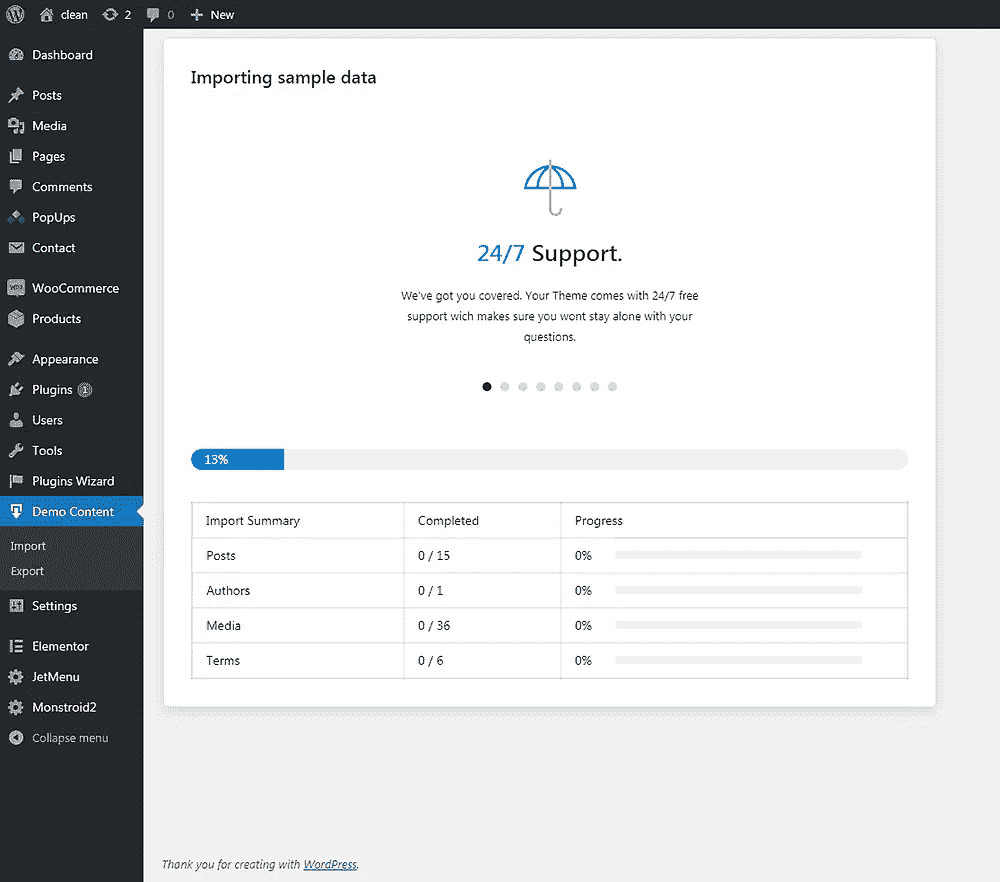 clean 2 0 New
Dashboard
Posts
Media
Pages
Comments
PopUps
Contact
WooCommerce
Products
Appearance
Plugins 1
Users
Tools
Plugins Wizard
Demo Content
Import
Export
Settings
Elementor
JetMenu
Monstroid2
Collapse menu
Importing sample data
24/7 Support.
We've got you covered. Your Theme comes with 24/7 free
support wich makes sure you wont stay alone with your
questions.
13%
Import Summary Completed Progress
Posts 0 / 15 0%
Authors 0 / 1 0%
Media 0 / 36 0%
Terms 0 / 6 0%
Thank you for creating with WordPress.